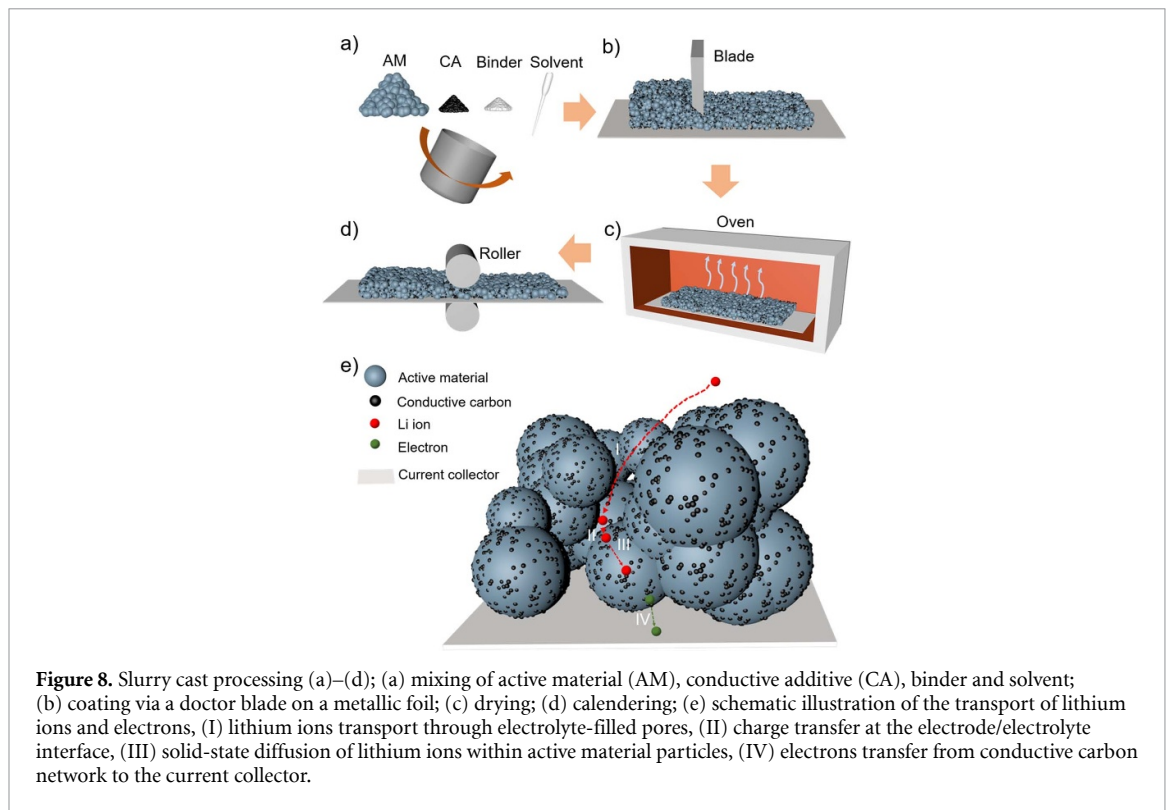 a)
AM
CA
Binder
Solvent
b)
Blade
c)
Oven
d)
Roller
e)
Active material
Conductive carbon
Li ion
Electron
Current collector
I
II
III
IV
Figure 8. Slurry cast processing (a)–(d); (a) mixing of active material (AM), conductive additive (CA), binder and solvent;
(b) coating via a doctor blade on a metallic foil; (c) drying; (d) calendering; (e) schematic illustration of the transport of lithium
ions and electrons, (I) lithium ions transport through electrolyte-filled pores, (II) charge transfer at the electrode/electrolyte
interface, (III) solid-state diffusion of lithium ions within active material particles, (IV) electrons transfer from conductive carbon
network to the current collector.